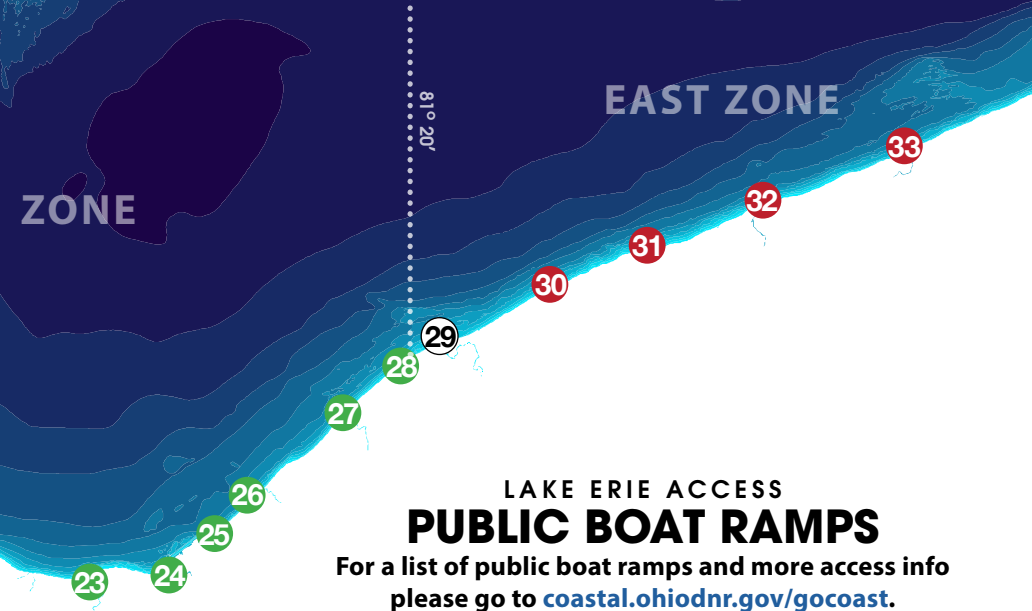 81° 20′
EAST ZONE
ZONE
33
32
31
30
29
28
27
26
25
24
23
LAKE ERIE ACCESS
PUBLIC BOAT RAMPS
For a list of public boat ramps and more access info
please go to coastal.ohiodnr.gov/gocoast.